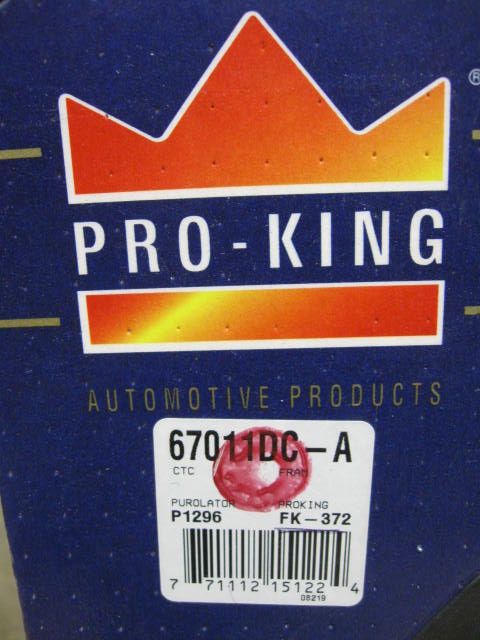 ®
PRO-KING
AUTOMOTIVE PRODUCTS
67011DC-A
CTC FRAM
PUROLATOR PROKING
P1296 FK-372
7 71112 15122 4
08219